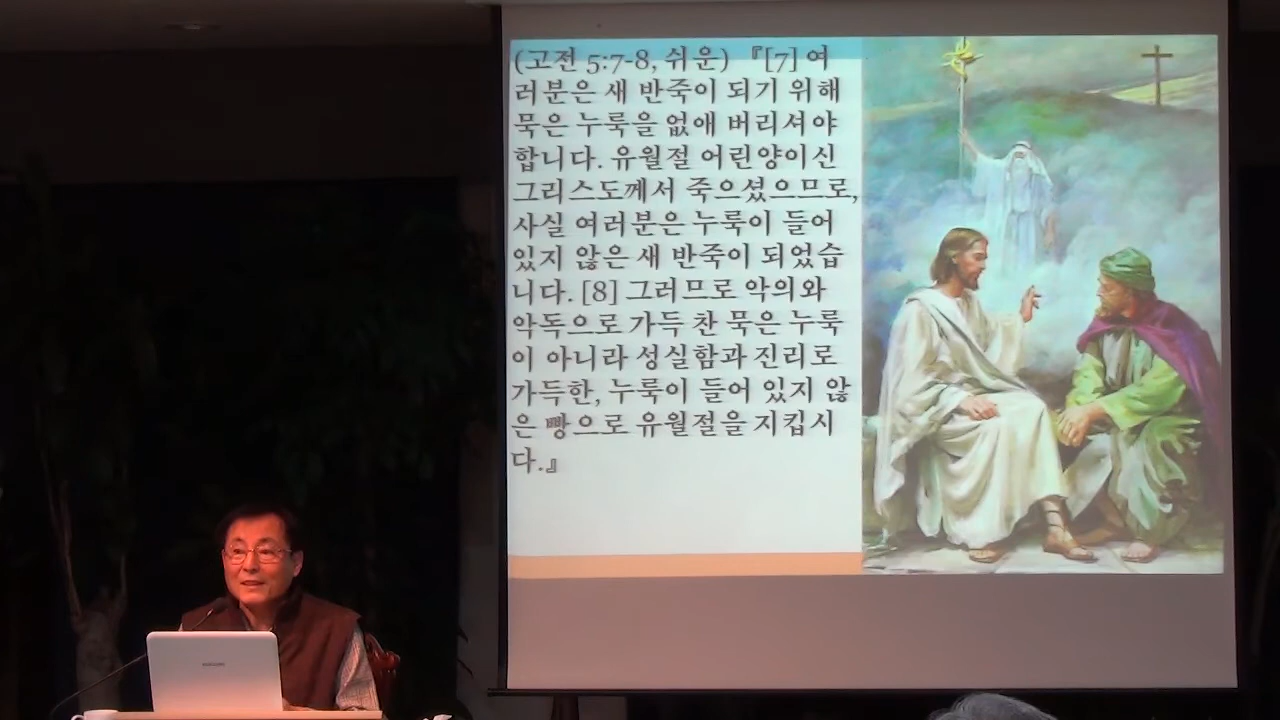 (고전 5:7-8, 쉬운) 『[7] 여
러분은 새 반죽이 되기 위해
묵은 누룩을 없애 버리셔야
합니다. 유월절 어린양이신
그리스도께서 죽으셨으므로,
사실 여러분은 누룩이 들어
있지 않은 새 반죽이 되었습
니다. [8] 그러므로 악의와
악독으로 가득 찬 묵은 누룩
이 아니라 성실함과 진리로
가득한, 누룩이 들어 있지 않
은 빵으로 유월절을 지킵시
다.』
SAMSUNG